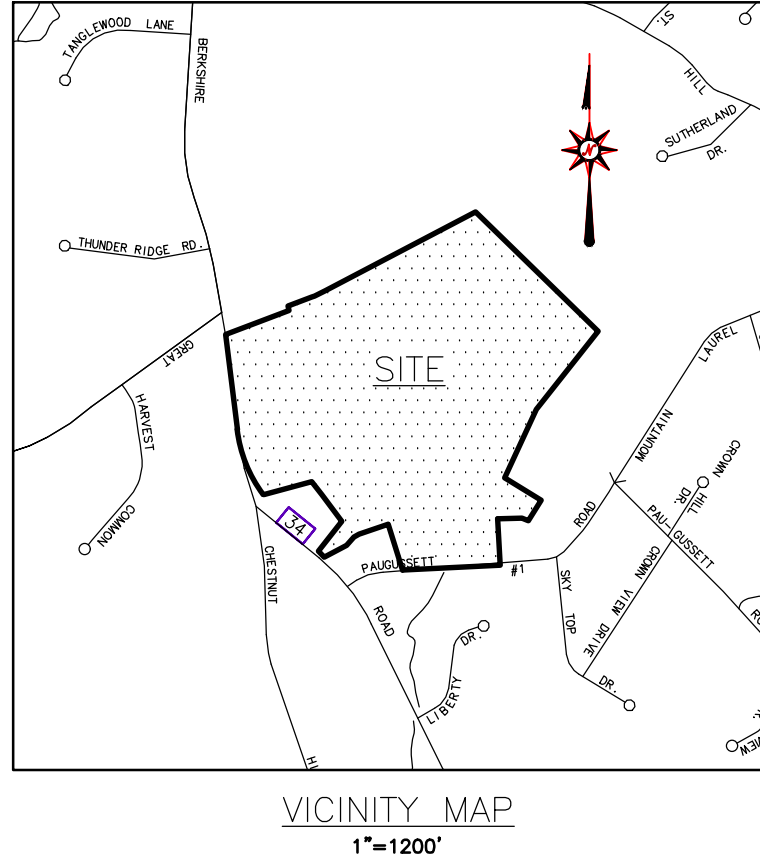 TANGLEWOOD LANE
BERKSHIRE
ST.
HILL
SUTHERLAND
DR.
N
THUNDER RIDGE RD.
GREAT
HARVEST
COMMON
SITE
LAUREL
MOUNTAIN
ROAD
CROWN
HILL
DR.
PAU-GUSSETT
34
CHESTNUT
PAUGUSSETT
#1
ROAD
SKY
TOP
DR.
CROWN VIEW DRIVE
DR.
LIBERTY
VICINITY MAP
1"=1200'